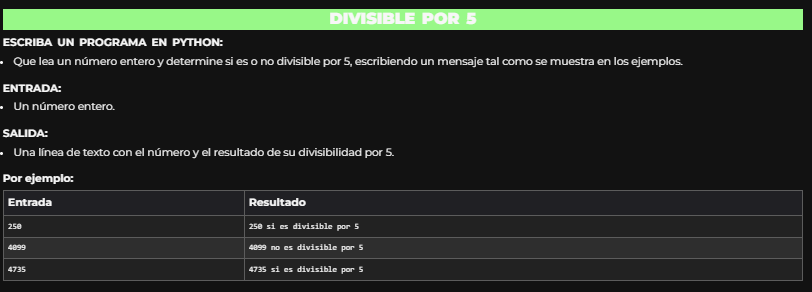 DIVISIBLE POR 5
ESCRIBA UN PROGRAMA EN PYTHON:
• Que lea un número entero y determine si es o no divisible por 5, escribiendo un mensaje tal como se muestra en los ejemplos.
ENTRADA:
• Un número entero.
SALIDA:
• Una línea de texto con el número y el resultado de su divisibilidad por 5.
Por ejemplo:
Entrada Resultado
250 250 si es divisible por 5
4099 4099 no es divisible por 5
4735 4735 si es divisible por 5